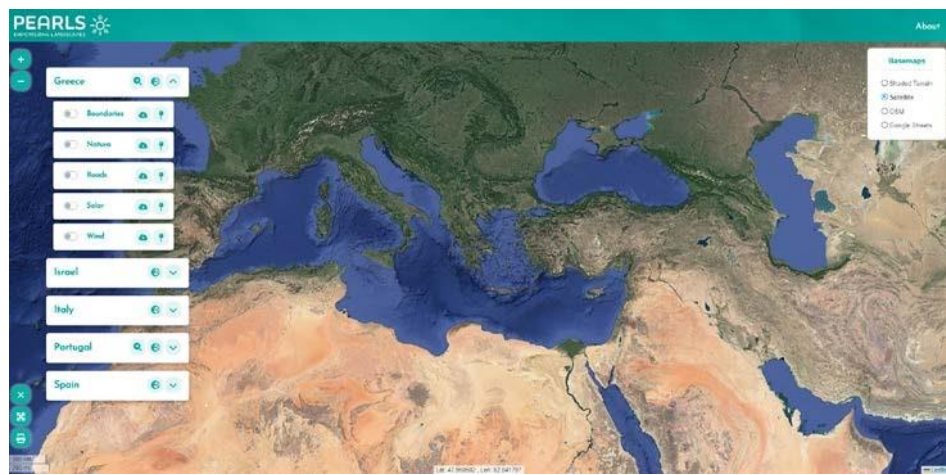 PEARLS
EMPOWERING LANDSCAPES
About
Greece
Boundaries
Nature
Roads
Solar
Wind
Israel
Italy
Portugal
Spain
Basemaps
Shaded Terrain
Satellite
OSM
Google Streets